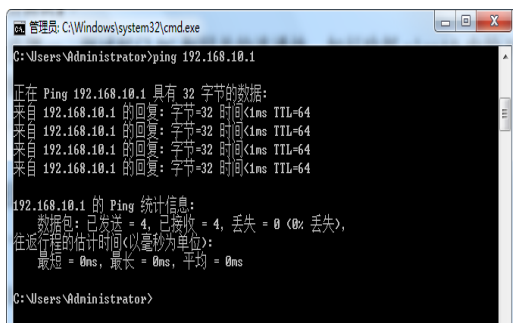 管理员: C:\Windows\system32\cmd.exe
C:\Users\Administrator>ping 192.168.10.1
正在 Ping 192.168.10.1 具有 32 字节的数据:
来自 192.168.10.1 的回复: 字节=32 时间<1ms TTL=64
来自 192.168.10.1 的回复: 字节=32 时间<1ms TTL=64
来自 192.168.10.1 的回复: 字节=32 时间<1ms TTL=64
来自 192.168.10.1 的回复: 字节=32 时间<1ms TTL=64
192.168.10.1 的 Ping 统计信息:
数据包: 已发送 = 4, 已接收 = 4, 丢失 = 0 (0% 丢失),
往返行程的估计时间(以毫秒为单位):
最短 = 0ms, 最长 = 0ms, 平均 = 0ms
C:\Users\Administrator>